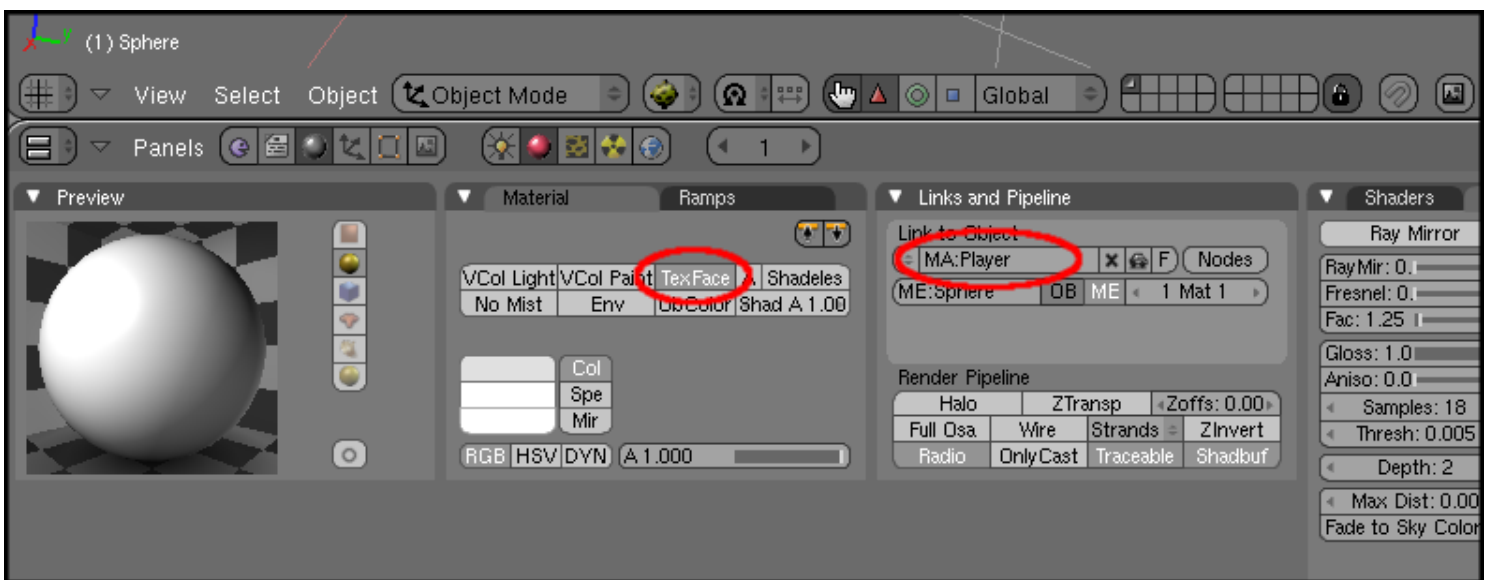 y (1) Sphere
x
View Select Object Object Mode Global
Panels 1
Preview
Material Ramps
VCol Light VCol Paint TexFace A Shadeles
No Mist Env ObColor Shad A 1.00
Col
Spe
Mir
RGB HSV DYN A 1.000
Links and Pipeline
Link to Object
MA:Player F Nodes
ME:Sphere OB ME 1 Mat 1
Render Pipeline
Halo ZTransp Zoffs: 0.00
Full Osa Wire Strands ZInvert
Radio OnlyCast Traceable Shadbuf
Shaders
Ray Mirror
RayMir: 0.
Fresnel: 0.
Fac: 1.25
Gloss: 1.0
Aniso: 0.0
Samples: 18
Thresh: 0.005
Depth: 2
Max Dist: 0.00
Fade to Sky Color